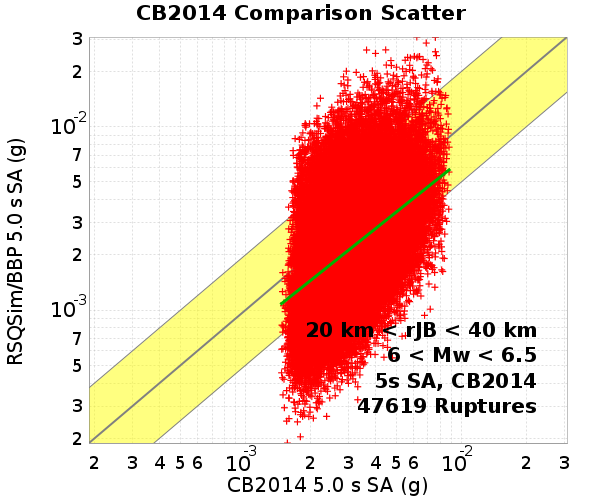 CB2014 Comparison Scatter
RSQSim/BBP 5.0 s SA (g)
3
2
10-2
7
5
3
2
10-3
7
5
3
2
20 km < rJB < 40 km
6 < Mw < 6.5
5s SA, CB2014
47619 Ruptures
2 3 4 5 6 10-3 2 3 4 5 6 10-2 2 3
CB2014 5.0 s SA (g)